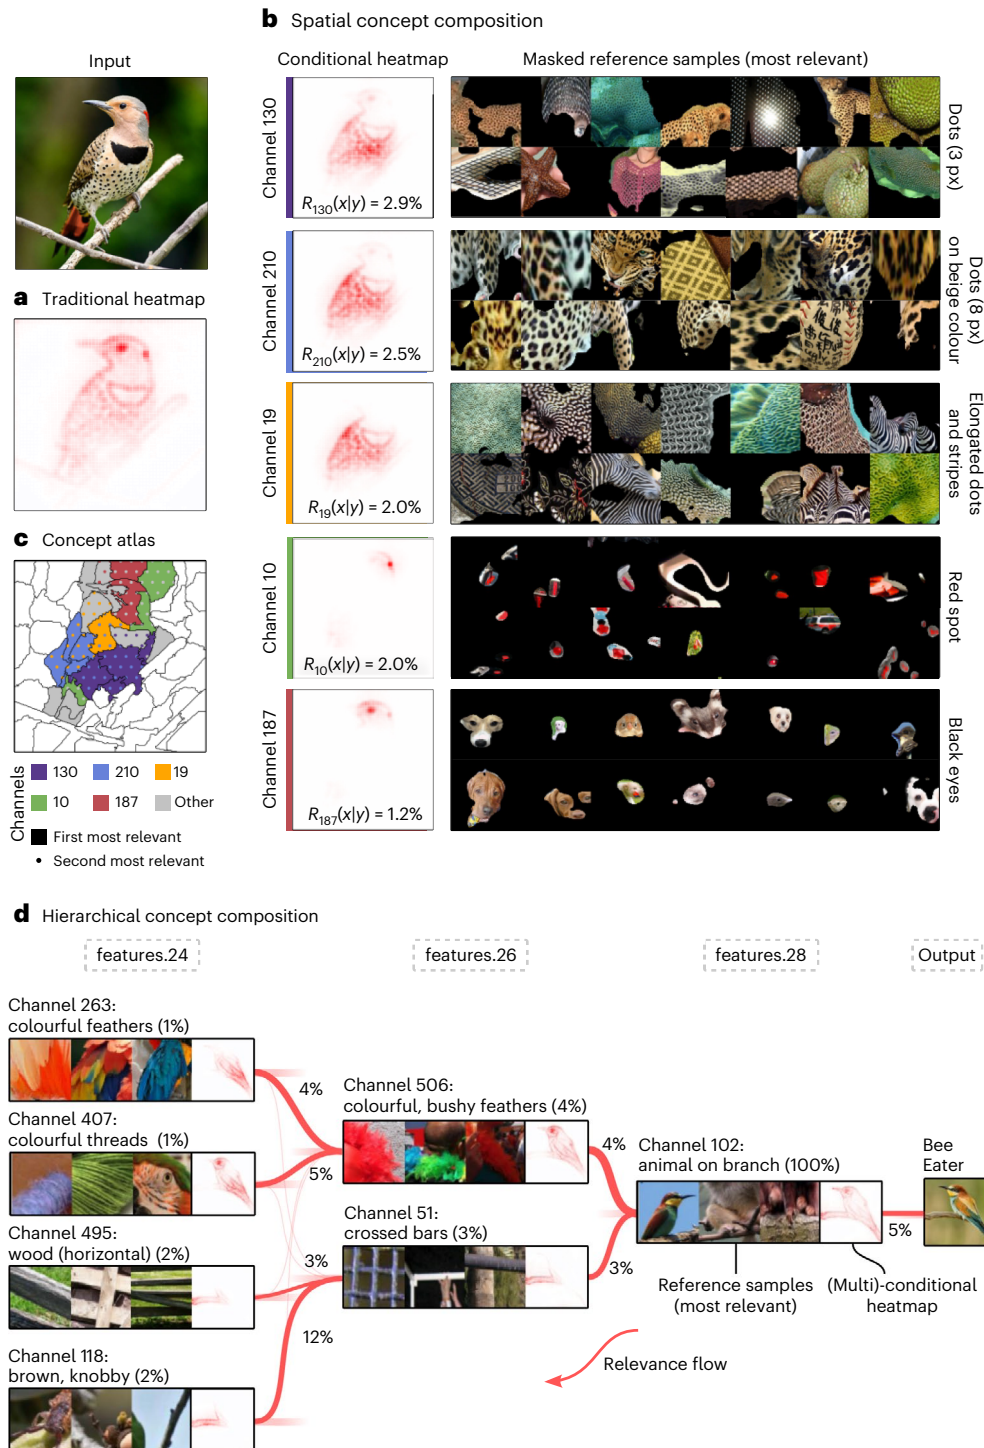 b Spatial concept composition
Input
Conditional heatmap
Masked reference samples (most relevant)
Channel 130
R130(x|y) = 2.9%
Dots (3 px)
a Traditional heatmap
Channel 210
R210(x|y) = 2.5%
Dots (8 px)
on beige colour
Channel 19
R19(x|y) = 2.0%
Elongated dots
and stripes
c Concept atlas
Channel 10
R10(x|y) = 2.0%
Red spot
Channel 187
R187(x|y) = 1.2%
Black eyes
Channels
130
210
19
10
187
Other
First most relevant
Second most relevant
d Hierarchical concept composition
features.24
features.26
features.28
Output
Channel 263:
colourful feathers (1%)
4%
Channel 407:
colourful threads (1%)
5%
Channel 495:
wood (horizontal) (2%)
3%
Channel 118:
brown, knobby (2%)
12%
Channel 506:
colourful, bushy feathers (4%)
4%
Channel 51:
crossed bars (3%)
3%
Channel 102:
animal on branch (100%)
5%
Bee
Eater
Reference samples
(most relevant)
(Multi)-conditional
heatmap
Relevance flow